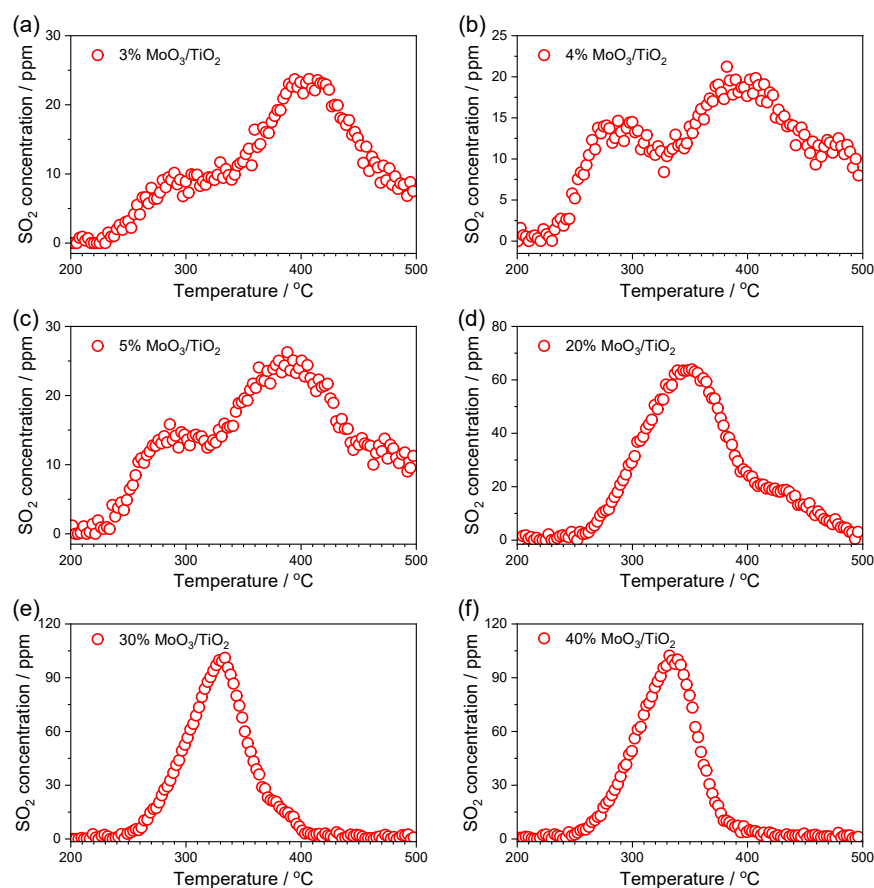 (a)
30
20
10
0
SO₂ concentration / ppm
3% MoO₃/TiO₂
200 300 400 500
Temperature / °C
(b)
25
20
15
10
5
0
SO₂ concentration / ppm
4% MoO₃/TiO₂
200 300 400 500
Temperature / °C
(c)
30
20
10
0
SO₂ concentration / ppm
5% MoO₃/TiO₂
200 300 400 500
Temperature / °C
(d)
80
60
40
20
0
SO₂ concentration / ppm
20% MoO₃/TiO₂
200 300 400 500
Temperature / °C
(e)
120
90
60
30
0
SO₂ concentration / ppm
30% MoO₃/TiO₂
200 300 400 500
Temperature / °C
(f)
120
90
60
30
0
SO₂ concentration / ppm
40% MoO₃/TiO₂
200 300 400 500
Temperature / °C